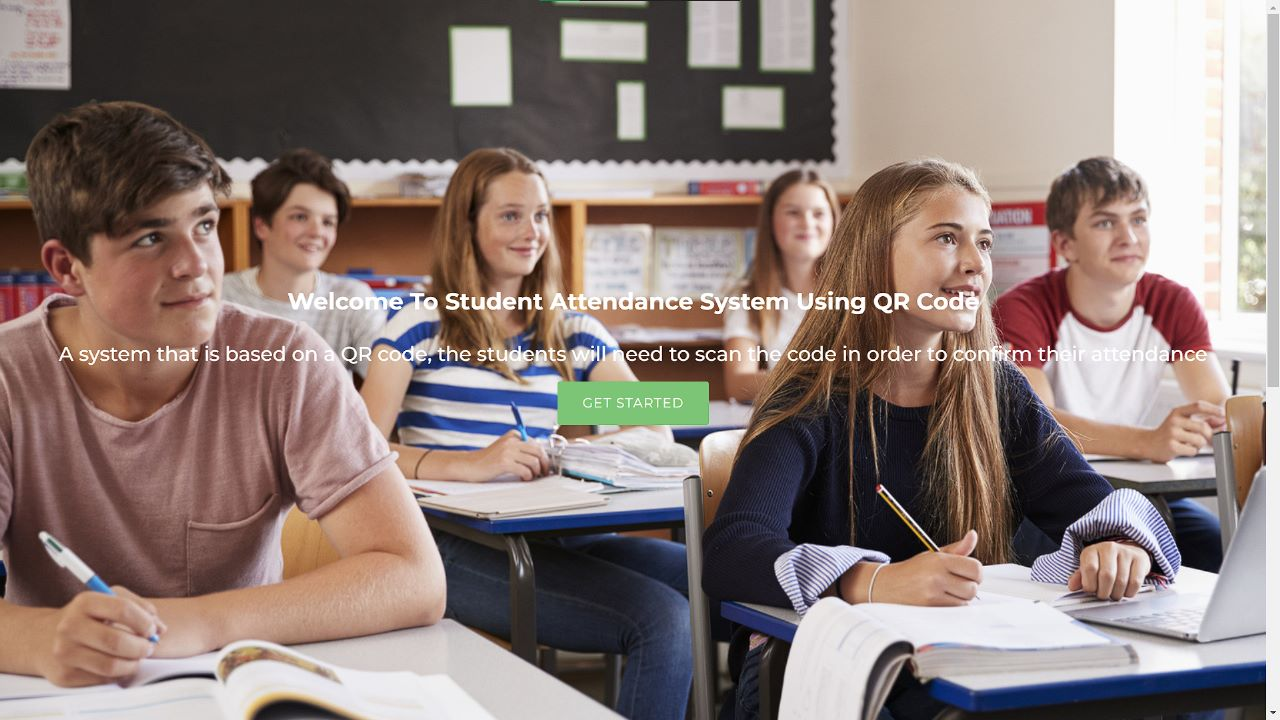 Welcome To Student Attendance System Using QR Code
A system that is based on a QR code, the students will need to scan the code in order to confirm their attendance
GET STARTED